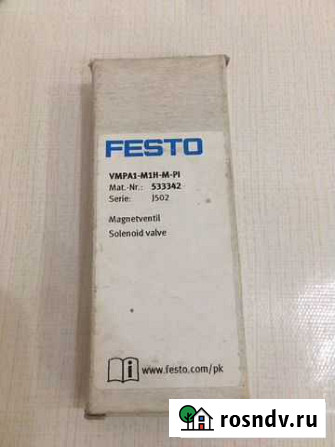 FESTO
VMPA1-M1H-M-PI
Mat.-Nr.: 533342
Serie: J502
Magnetventil
Solenoid valve
www.festo.com/pk
rosndv.ru